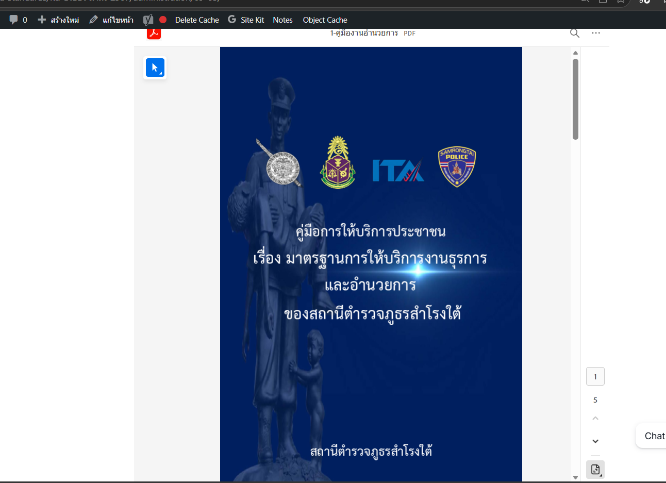 0 สร้างใหม่ แก้ไขหน้า Delete Cache Site Kit Notes Object Cache
1-คู่มืองานอำนวยการ PDF
ITA
POLICE
คู่มือการให้บริการประชาชน
เรื่อง มาตรฐานการให้บริการงานธุรการ
และอำนวยการ
ของสถานีตำรวจภูธรสำโรงใต้
สถานีตำรวจภูธรสำโรงใต้
1
5
Chat